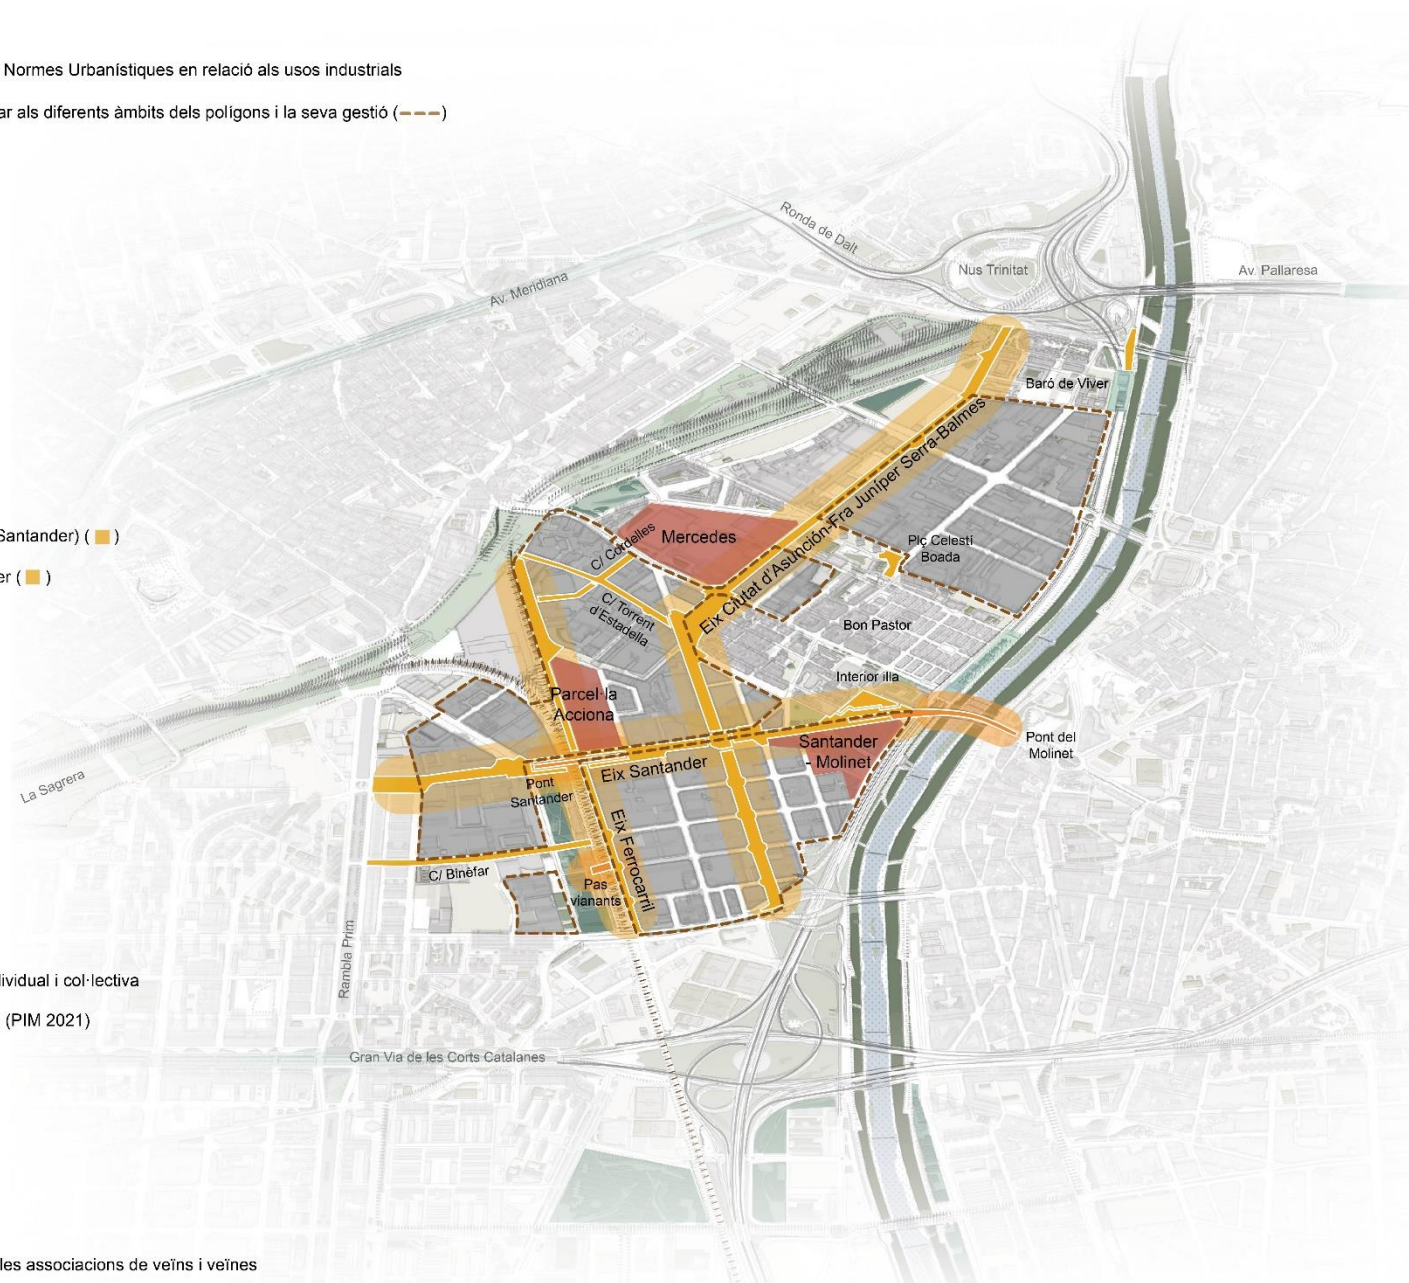 Normes Urbanístiques en relació als usos industrials
ar als diferents àmbits dels polígons i la seva gestió (---)
Ronda de Dalt
Nus Trinitat
Av. Pallaresa
Av. Meridiana
Baró de Viver
Eix Ciutat d'Asunción-Fra Juníper Serra-Balmes
Santander) ( )
Mercedes
C/ Cordelles
Plç Celestí
Boada
er ( )
C/ Torrent
d'Estadella
Bon Pastor
Interior illa
Parcel·la
Acciona
Santander
- Molinet
Pont del
Molinet
Eix Santander
Pont
Santander
La Sagrera
Eix Ferrocarril
C/ Binèfar
Pas
vianants
Rambla Prim
dividual i col·lectiva
(PIM 2021)
Gran Via de les Corts Catalanes
les associacions de veïns i veïnes